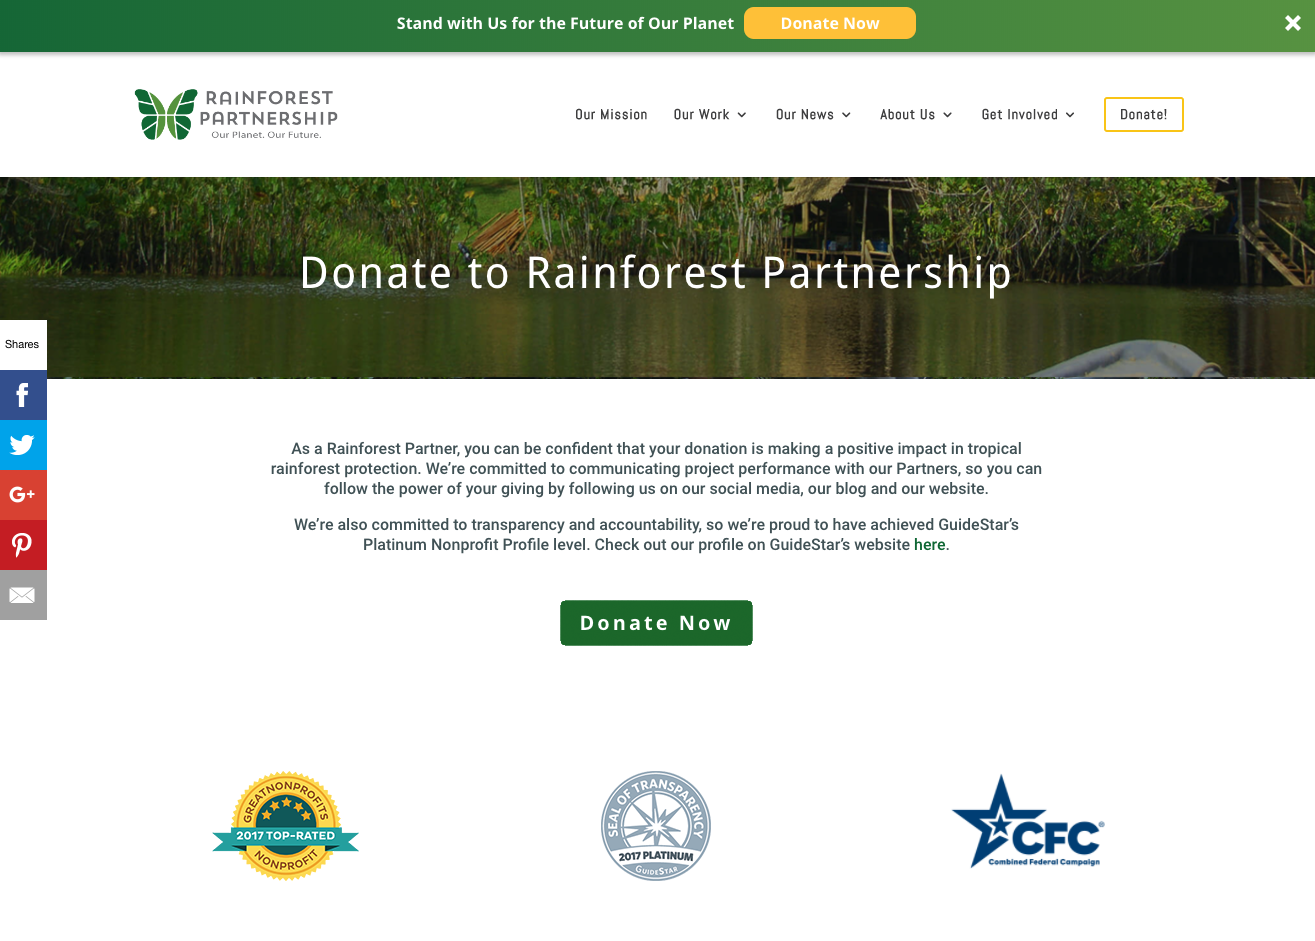 Stand with Us for the Future of Our Planet
Donate Now
RAINFOREST
PARTNERSHIP
Our Planet. Our Future.
Our Mission
Our Work
Our News
About Us
Get Involved
Donate!
Donate to Rainforest Partnership
Shares
As a Rainforest Partner, you can be confident that your donation is making a positive impact in tropical
rainforest protection. We’re committed to communicating project performance with our Partners, so you can
follow the power of your giving by following us on our social media, our blog and our website.
We’re also committed to transparency and accountability, so we’re proud to have achieved GuideStar’s
Platinum Nonprofit Profile level. Check out our profile on GuideStar’s website here.
Donate Now
GREATNONPROFITS
2017 TOP-RATED
NONPROFIT
SEAL OF TRANSPARENCY
2017 PLATINUM
GUIDESTAR
CFC®
Combined Federal Campaign